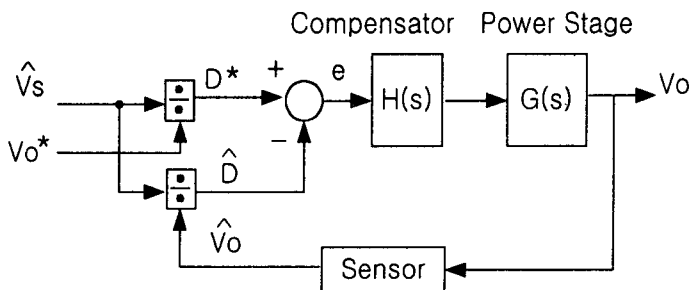 Compensator Power Stage
V̂s D* + e H(s) G(s) Vo
÷
Vo* −
÷ D̂
V̂o Sensor